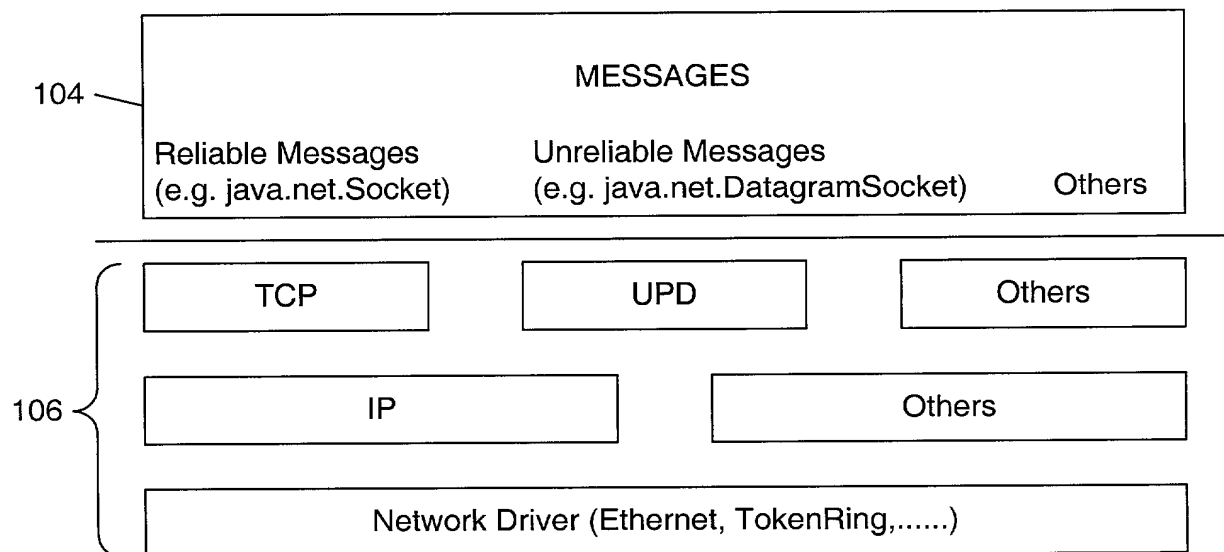 MESSAGES
104
Reliable Messages
(e.g. java.net.Socket)
Unreliable Messages
(e.g. java.net.DatagramSocket)
Others
TCP
UPD
Others
106
IP
Others
Network Driver (Ethernet, TokenRing,......)